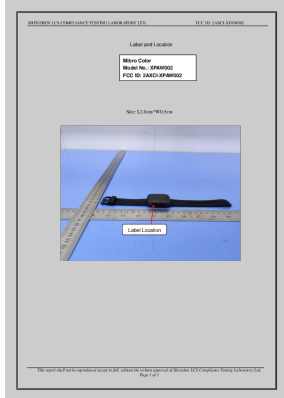 SHENZHEN LCS COMPLIANCE TESTING LABORATORY LTD. FCC ID: 2AXCI-XPAW002
Label and Location
Mibro Color
Model No.: XPAW002
FCC ID: 2AXCI-XPAW002
Size: L2.0cm*W0.5cm
Label Location
This report shall not be reproduced except in full, without the written approval of Shenzhen LCS Compliance Testing Laboratory Ltd.
Page 1 of 1